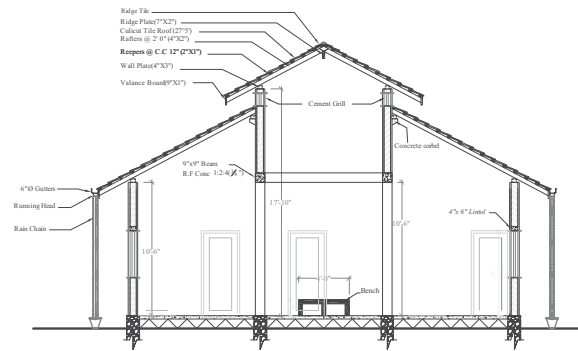 Ridge Tile
Ridge Plate(7"X2")
Culicut Tile Roof (27°5')
Rafters @ 2' 0" (4"X2")
Reepers @ C.C 12" (2"X1")
Wall Plate(4"X3")
Valance Board(9"X1")
Cement Grill
Concrete corbel
9"x9" Beam
R.F Conc 1:2:4(
6"Ø Gutters
Running Head
Rain Chain
4"x 6" Lintol
17'-10"
10'-6"
10'-6"
Bench